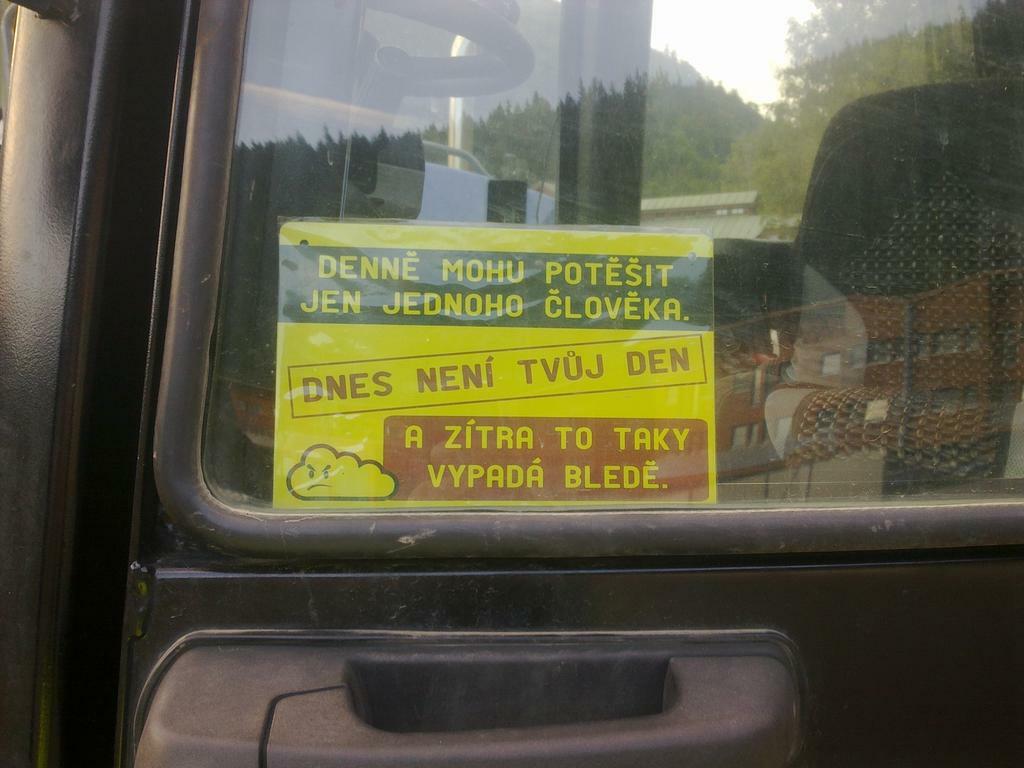 DENNĚ MOHU POTĚŠIT
JEN JEDNOHO ČLOVĚKA.
DNES NENÍ TVŮJ DEN
A ZÍTRA TO TAKY
VYPADÁ BLEDĚ.